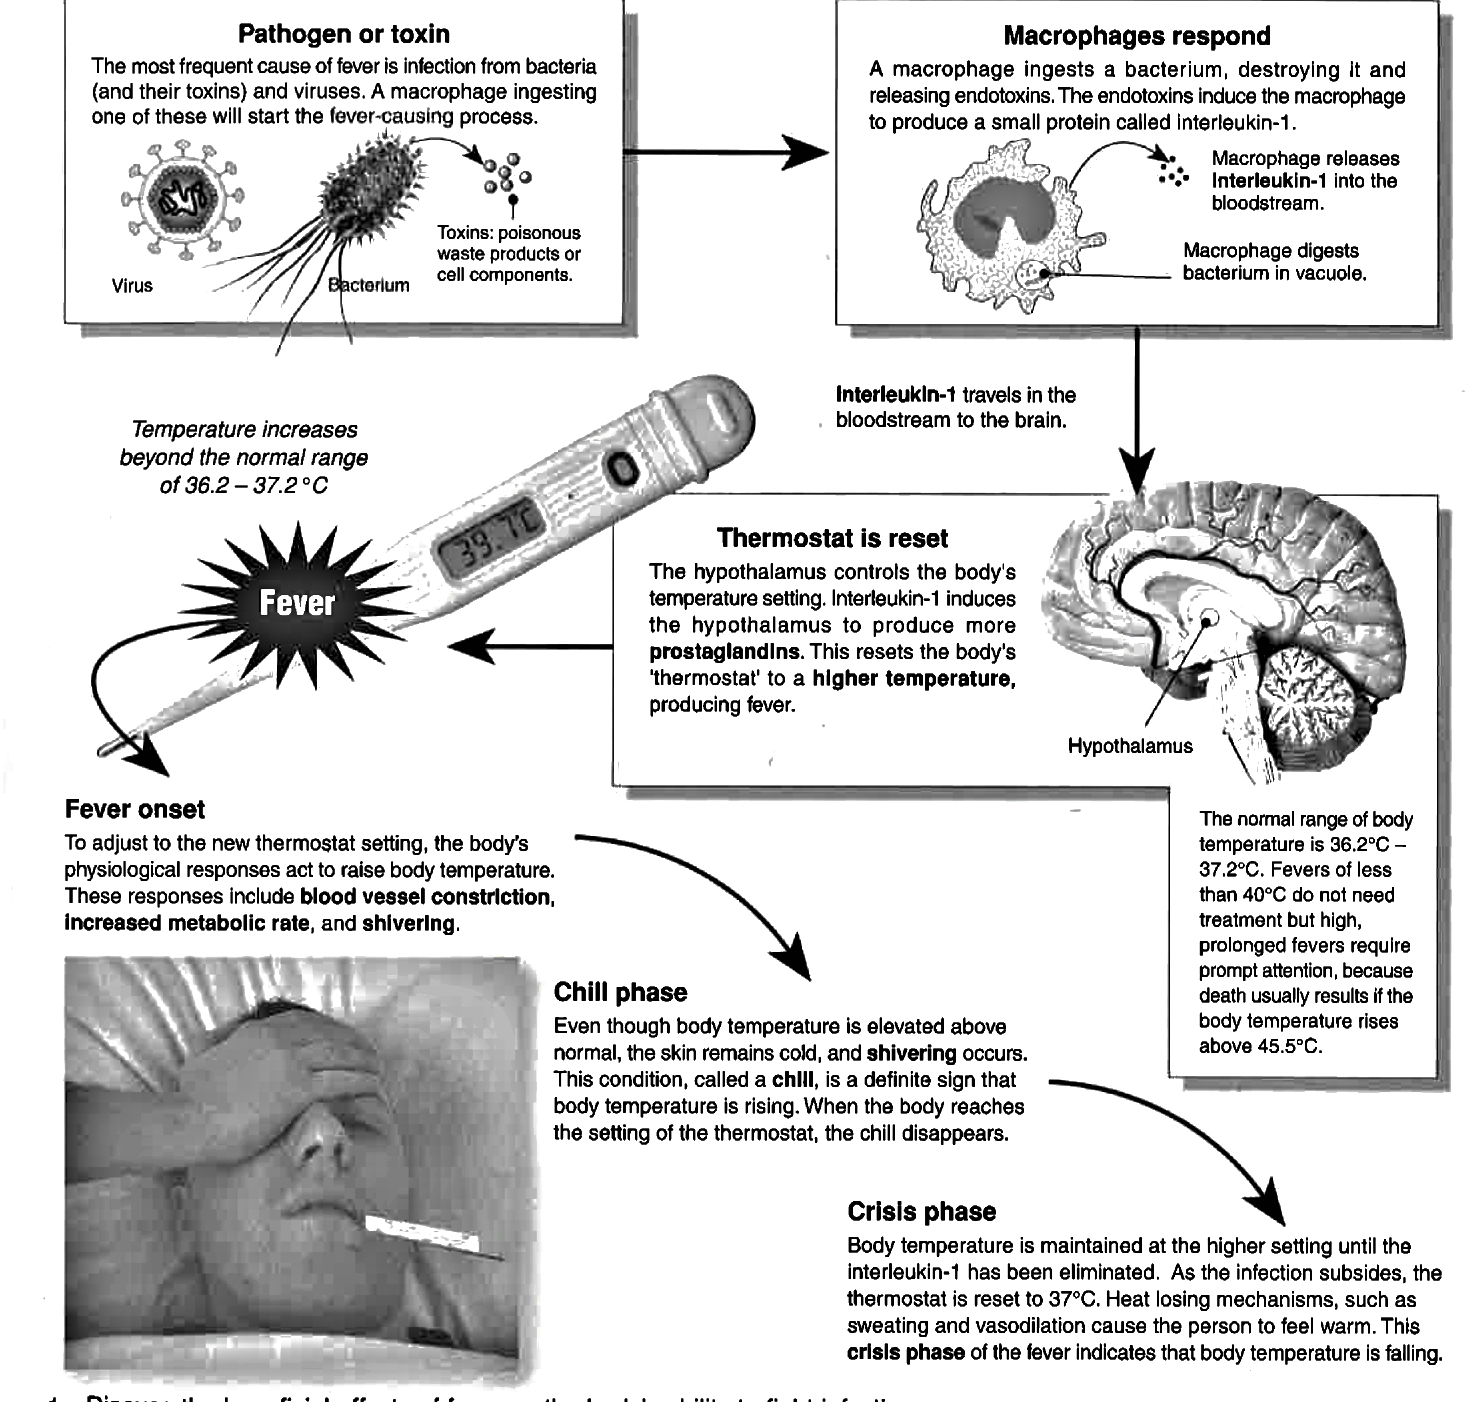 Pathogen or toxin
The most frequent cause of fever is infection from bacteria
(and their toxins) and viruses. A macrophage ingesting
one of these will start the fever-causing process.
Virus
Bacterium
Toxins: poisonous
waste products or
cell components.
Macrophages respond
A macrophage ingests a bacterium, destroying it and
releasing endotoxins. The endotoxins induce the macrophage
to produce a small protein called interleukin-1.
Macrophage releases
Interleukin-1 into the
bloodstream.
Macrophage digests
bacterium in vacuole.
Interleukin-1 travels in the
bloodstream to the brain.
Temperature increases
beyond the normal range
of 36.2 – 37.2 °C
39.7C
Fever
Thermostat is reset
The hypothalamus controls the body's
temperature setting. Interleukin-1 induces
the hypothalamus to produce more
prostaglandins. This resets the body's
'thermostat' to a higher temperature,
producing fever.
Hypothalamus
The normal range of body
temperature is 36.2°C –
37.2°C. Fevers of less
than 40°C do not need
treatment but high,
prolonged fevers require
prompt attention, because
death usually results if the
body temperature rises
above 45.5°C.
Fever onset
To adjust to the new thermostat setting, the body's
physiological responses act to raise body temperature.
These responses include blood vessel constriction,
increased metabolic rate, and shivering.
Chill phase
Even though body temperature is elevated above
normal, the skin remains cold, and shivering occurs.
This condition, called a chill, is a definite sign that
body temperature is rising. When the body reaches
the setting of the thermostat, the chill disappears.
Crisis phase
Body temperature is maintained at the higher setting until the
interleukin-1 has been eliminated. As the infection subsides, the
thermostat is reset to 37°C. Heat losing mechanisms, such as
sweating and vasodilation cause the person to feel warm. This
crisis phase of the fever indicates that body temperature is falling.